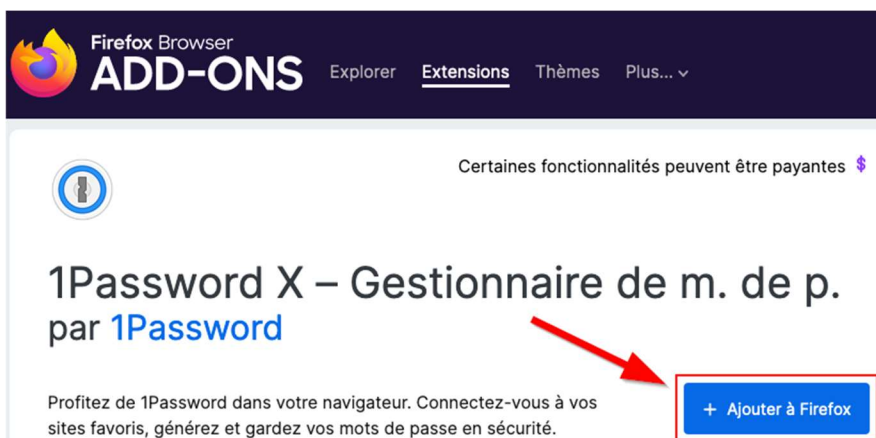 Firefox Browser
ADD-ONS
Explorer Extensions Thèmes Plus...
Certaines fonctionnalités peuvent être payantes $
1Password X – Gestionnaire de m. de p.
par 1Password
Profitez de 1Password dans votre navigateur. Connectez-vous à vos
sites favoris, générez et gardez vos mots de passe en sécurité.
+ Ajouter à Firefox